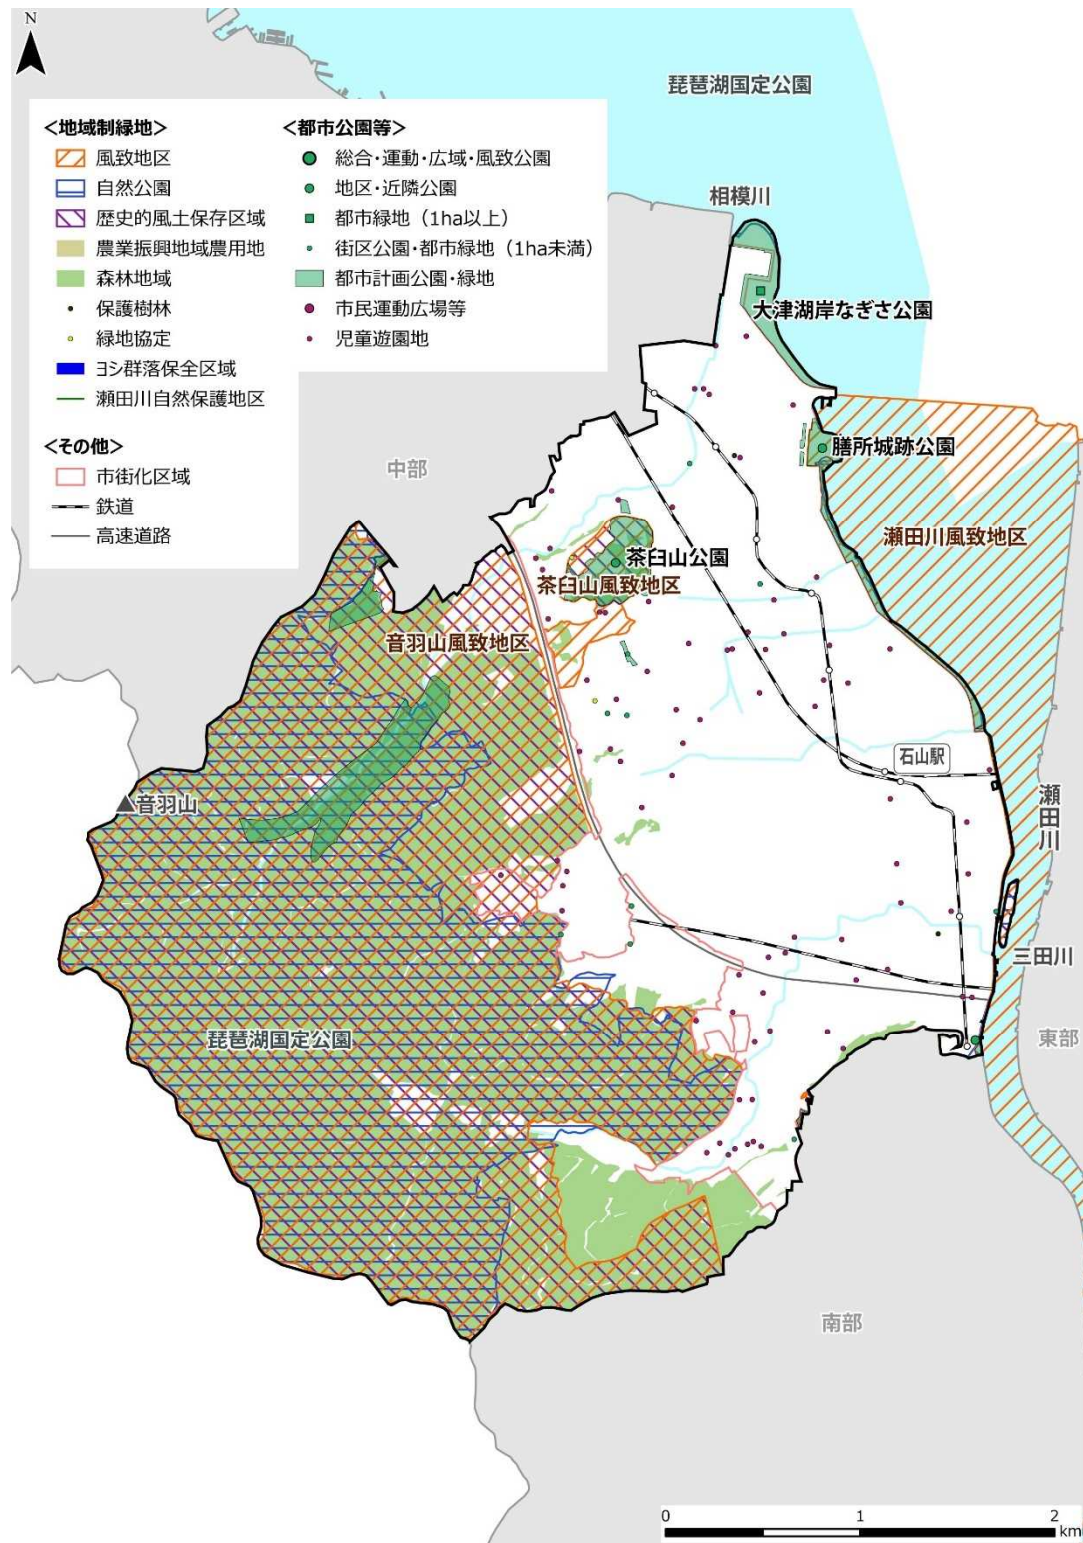 N
琵琶湖国定公園
<地域制緑地>
風致地区
自然公園
歴史的風土保存区域
農業振興地域農用地
森林地域
保護樹林
緑地協定
ヨシ群落保全区域
瀬田川自然保護地区
<その他>
市街化区域
鉄道
高速道路
<都市公園等>
総合・運動・広域・風致公園
地区・近隣公園
都市緑地（1ha以上）
街区公園・都市緑地（1ha未満）
都市計画公園・緑地
市民運動広場等
児童遊園地
相模川
大津湖岸なぎさ公園
膳所城跡公園
中部
瀬田川風致地区
茶臼山公園
茶臼山風致地区
音羽山風致地区
石山駅
音羽山
瀬田川
三田川
琵琶湖国定公園
東部
南部
0 1 2
km